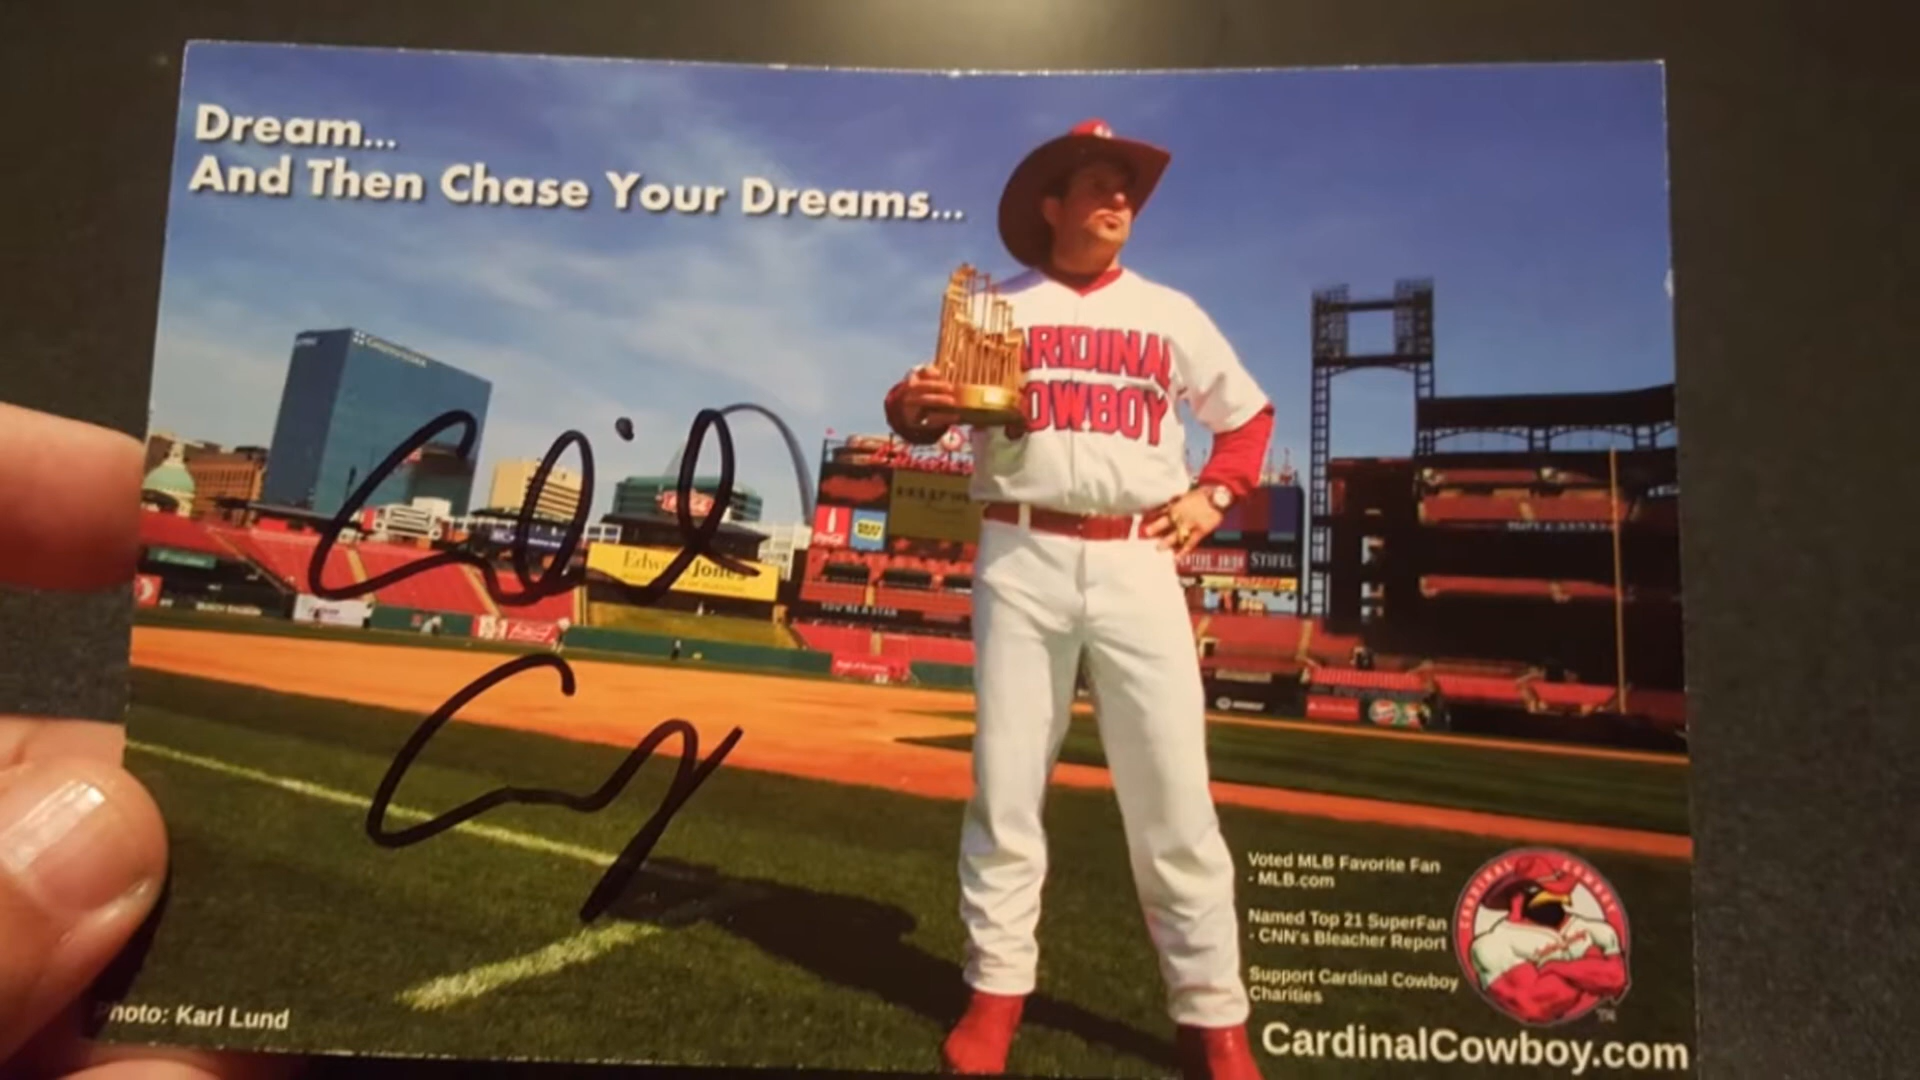 Dream...
And Then Chase Your Dreams...
CARDINAL
COWBOY
Edward Jones
STIFEL
Voted MLB Favorite Fan
- MLB.com
Named Top 21 SuperFan
- CNN's Bleacher Report
Support Cardinal Cowboy
Charities
CardinalCowboy.com
Photo: Karl Lund